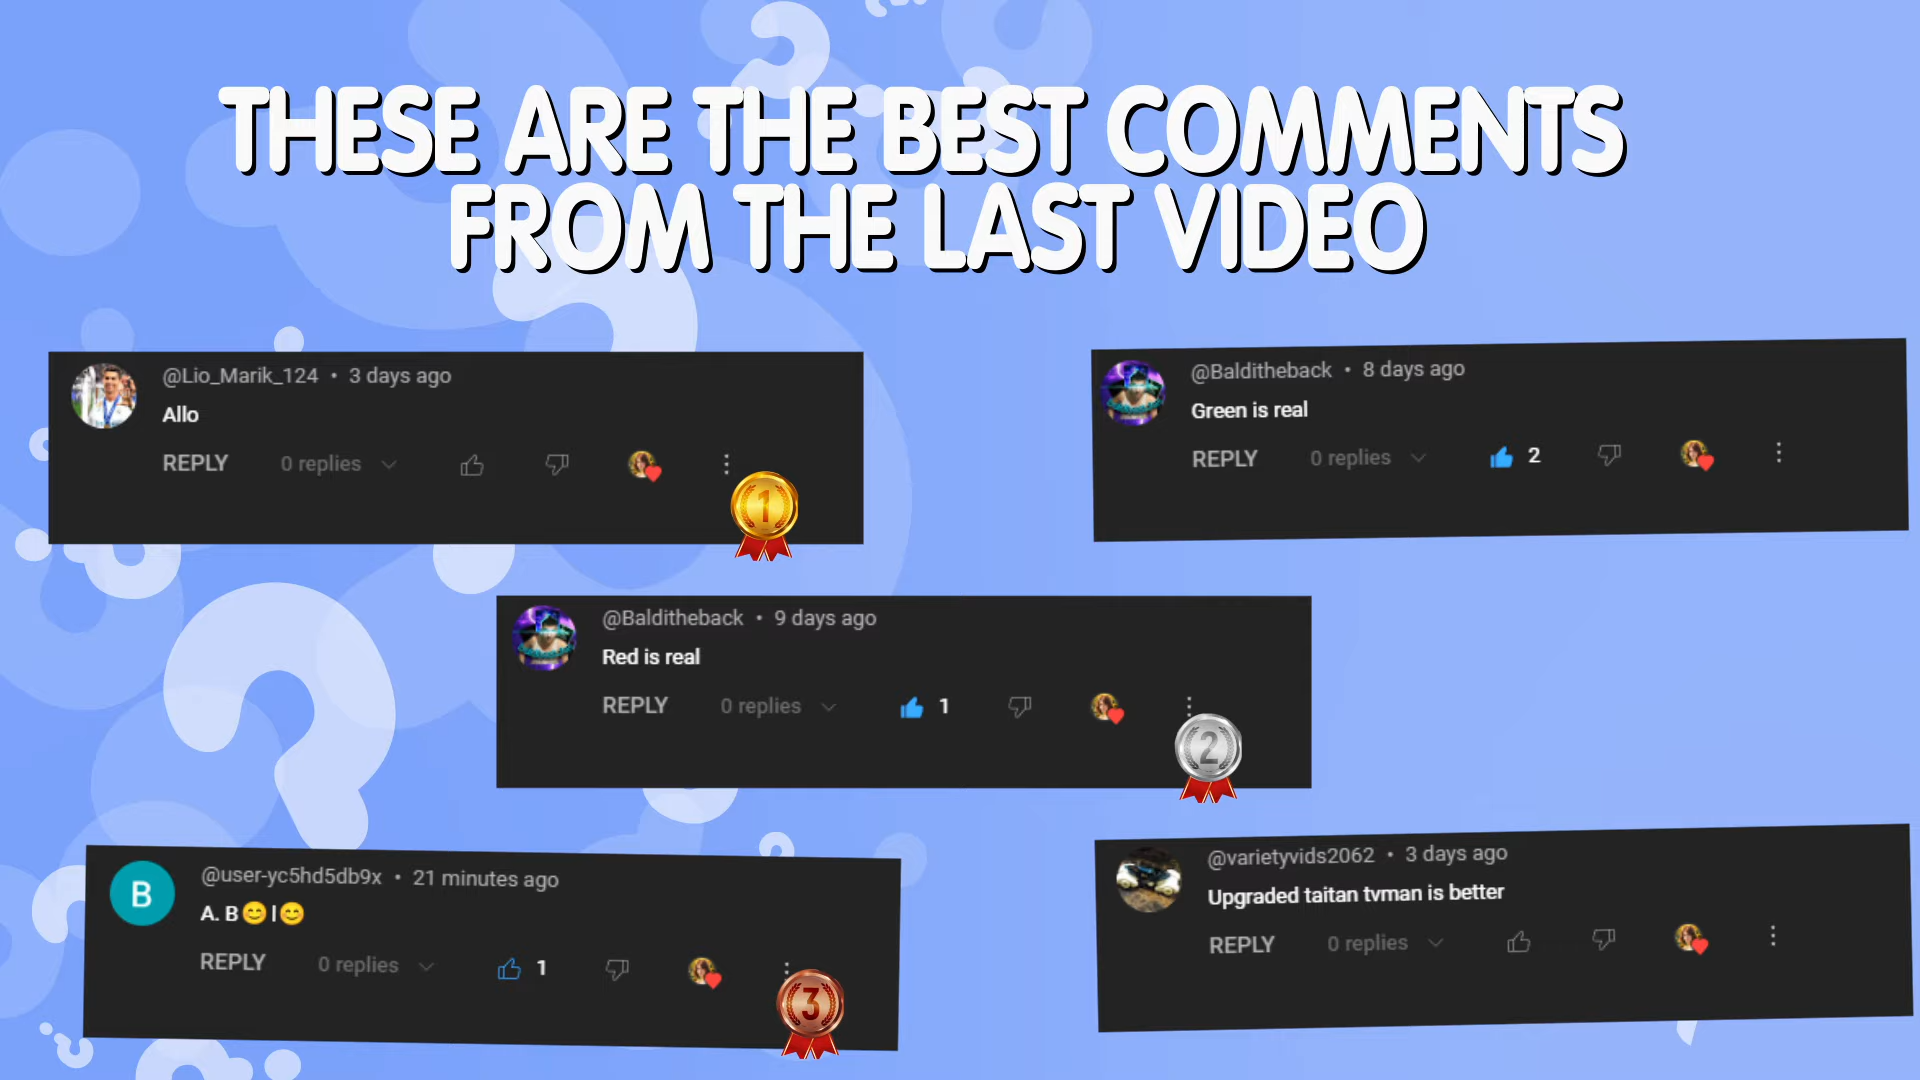 THESE ARE THE BEST COMMENTS
FROM THE LAST VIDEO
@Lio_Marik_124 • 3 days ago
Allo
REPLY 0 replies
1
@Balditheback • 8 days ago
Green is real
REPLY 0 replies 2
@Balditheback • 9 days ago
Red is real
REPLY 0 replies 1
2
B
@user-yc5hd5db9x • 21 minutes ago
A. B😊I😊
REPLY 0 replies 1
3
@varietyvids2062 • 3 days ago
Upgraded taitan tvman is better
REPLY 0 replies